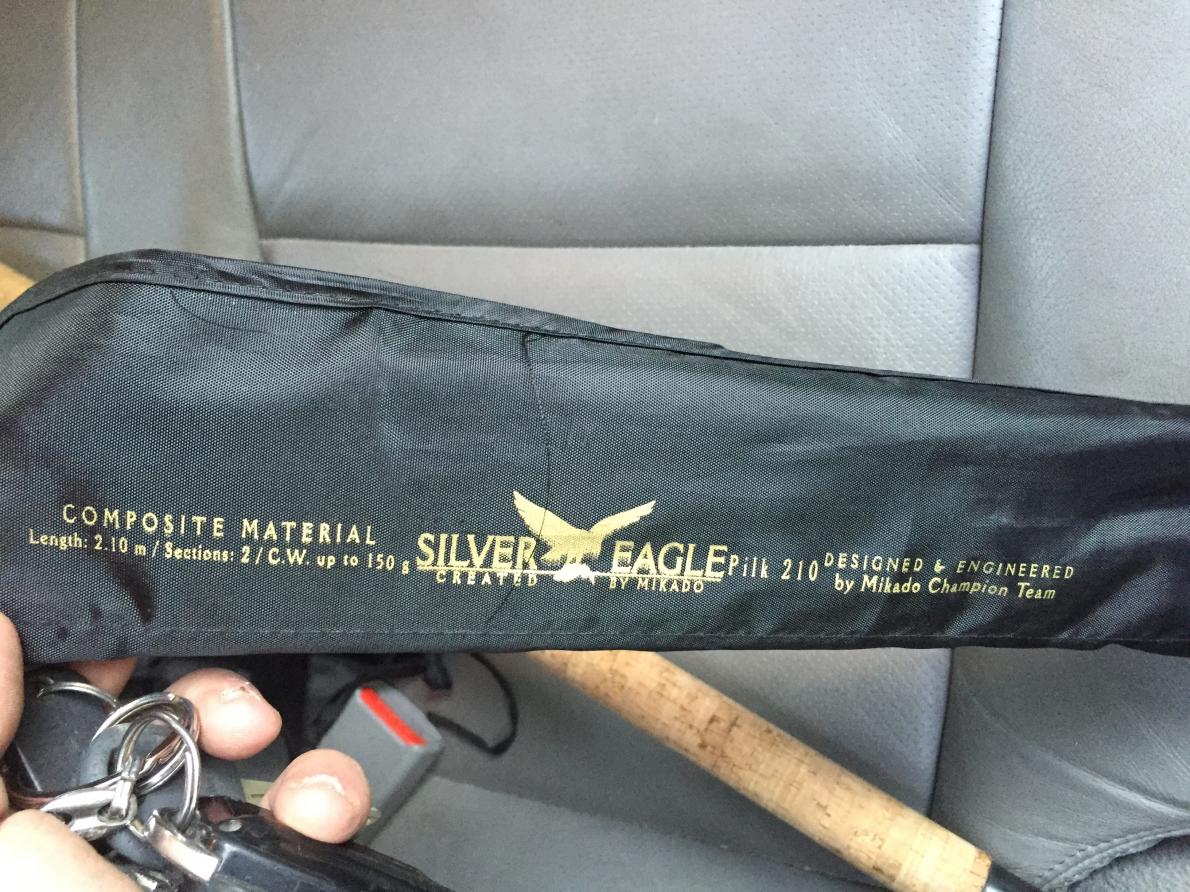 COMPOSITE MATERIAL
Length: 2.10 m / Sections: 2 / C.W. up to 150 g
SILVER EAGLE
CREATED BY MIKADO
Pilk 210
DESIGNED & ENGINEERED
by Mikado Champion Team